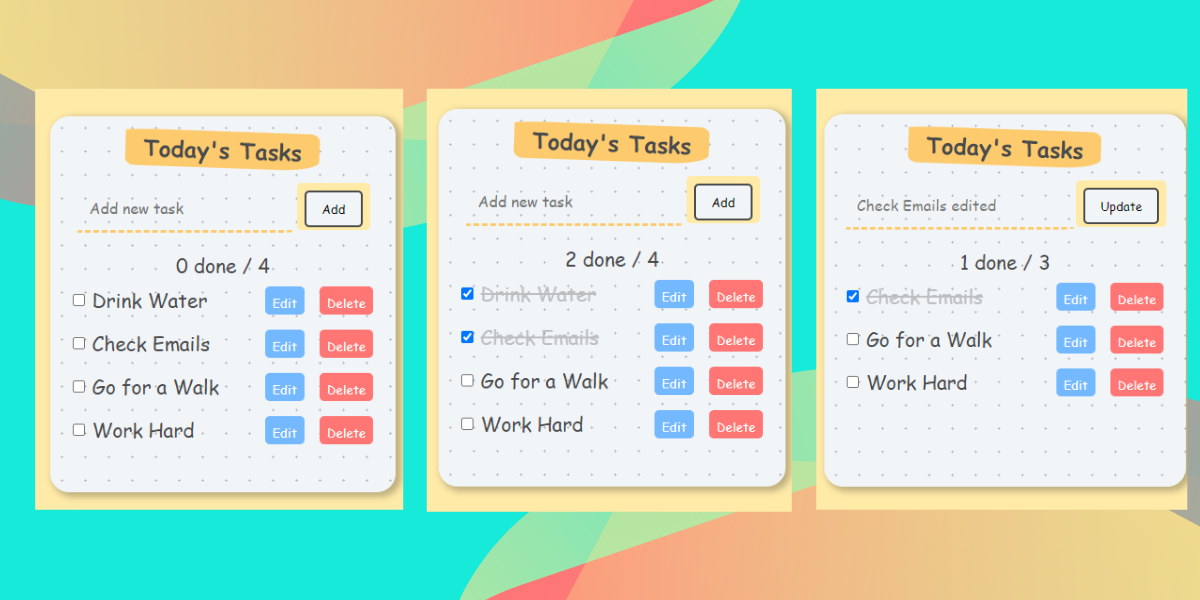 Today's Tasks
Add new task Add
0 done / 4
Drink Water Edit Delete
Check Emails Edit Delete
Go for a Walk Edit Delete
Work Hard Edit Delete
Today's Tasks
Add new task Add
2 done / 4
Drink Water Edit Delete
Check Emails Edit Delete
Go for a Walk Edit Delete
Work Hard Edit Delete
Today's Tasks
Check Emails edited Update
1 done / 3
Check Emails Edit Delete
Go for a Walk Edit Delete
Work Hard Edit Delete